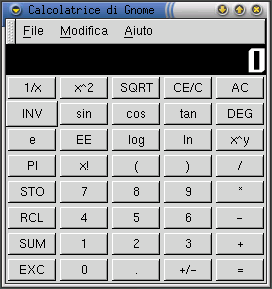 Calcolatrice di Gnome
File Modifica Aiuto
0
1/x x^2 SQRT CE/C AC
INV sin cos tan DEG
e EE log ln x^y
PI x! ( ) /
STO 7 8 9 *
RCL 4 5 6 -
SUM 1 2 3 +
EXC 0 . +/- =